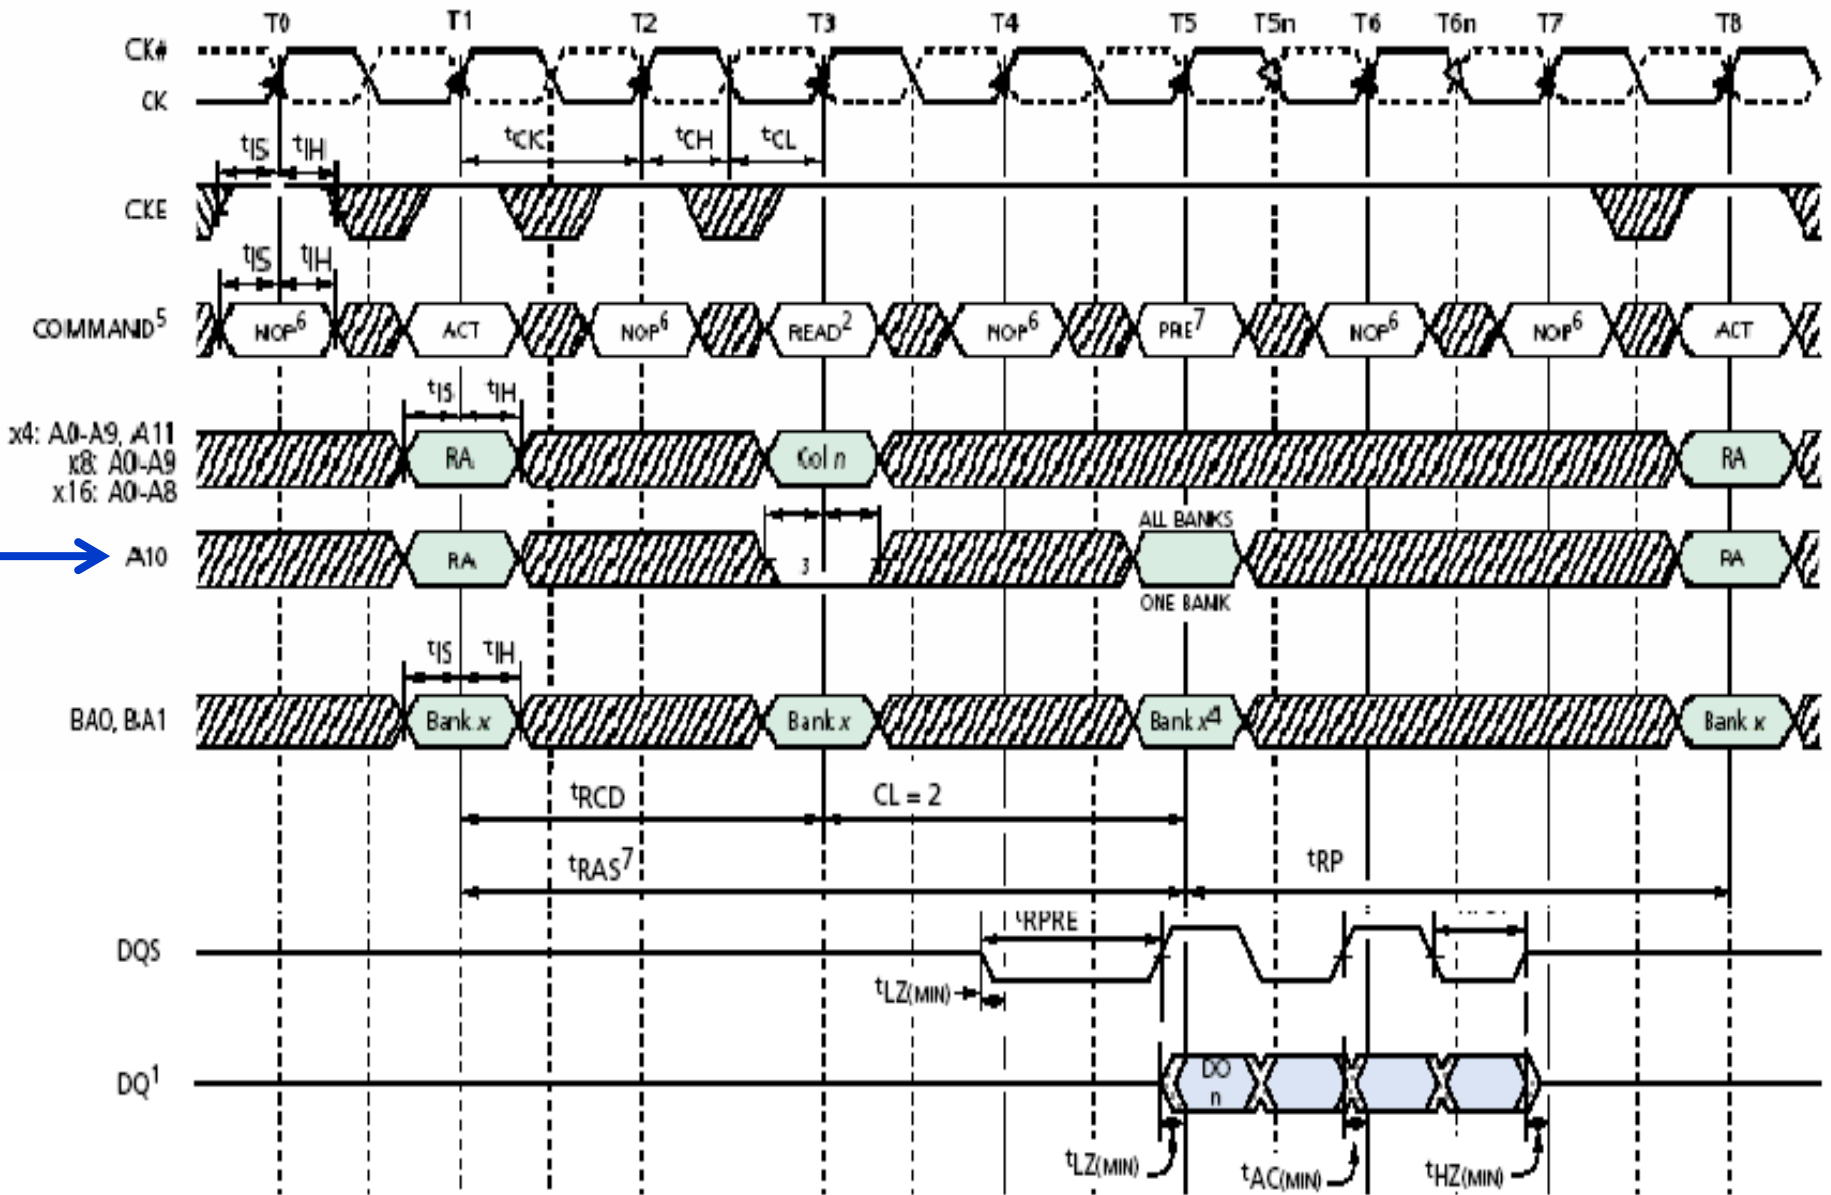 T0 T1 T2 T3 T4 T5 T5n T6 T6n T7 T8
CK#
CK
tIS tIH tCK tCH tCL
CKE
tIS tIH
COMMAND5 NOP6 ACT NOP6 READ2 NOP6 PRE7 NOP6 NOP6 ACT
tIS tIH
x4: A0-A9, A11
x8: A0-A9
x16: A0-A8
RA Col n RA
ALL BANKS
A10 RA 3 RA
ONE BANK
tIS tIH
BA0, BA1 Bank x Bank x Bank x4 Bank x
tRCD CL = 2
tRAS7 tRP
tRPRE
DQS
tLZ(MIN)
DQ1 DO
n
tLZ(MIN) tAC(MIN) tHZ(MIN)